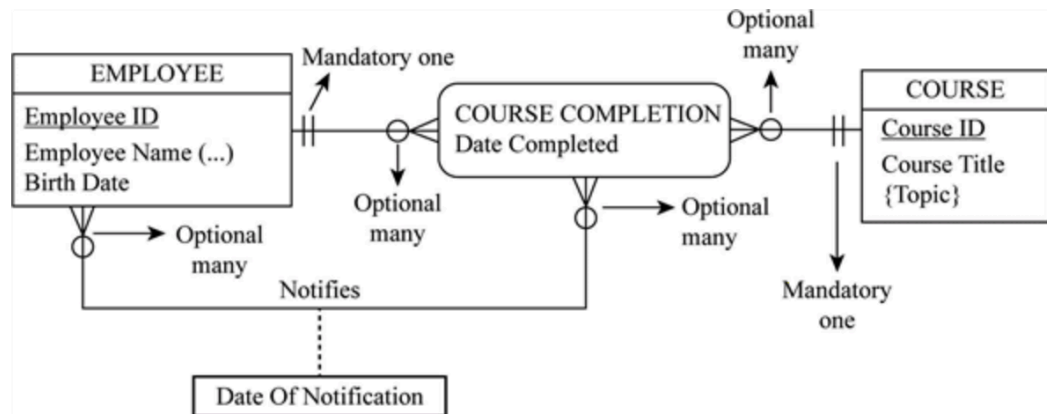 EMPLOYEE
Employee ID
Employee Name (...)
Birth Date
Mandatory one
Optional
many
COURSE COMPLETION
Date Completed
Optional
many
COURSE
Course ID
Course Title
{Topic}
Optional
many
Optional
many
Mandatory
one
Notifies
Date Of Notification